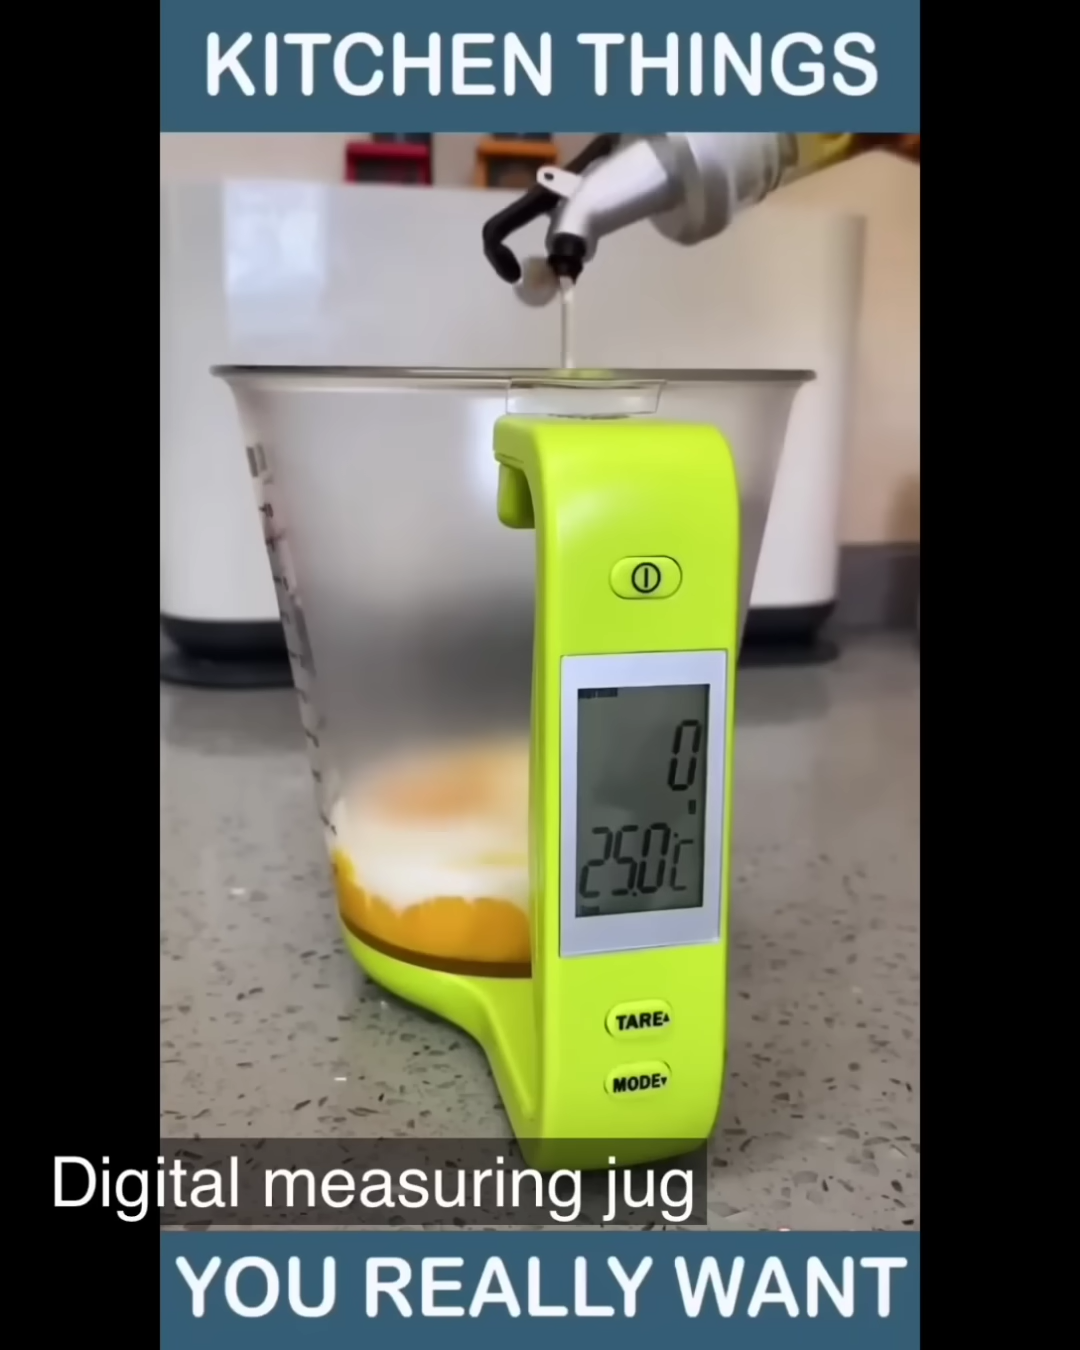 KITCHEN THINGS
0
25.0°C
TARE▴
MODE▾
Digital measuring jug
YOU REALLY WANT